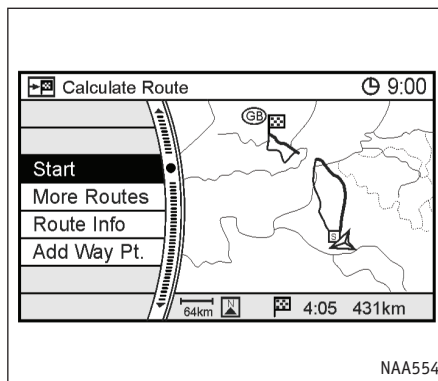 Calculate Route 9:00
GB
Start
More Routes
Route Info
Add Way Pt.
S
64km N 4:05 431km
NAA554